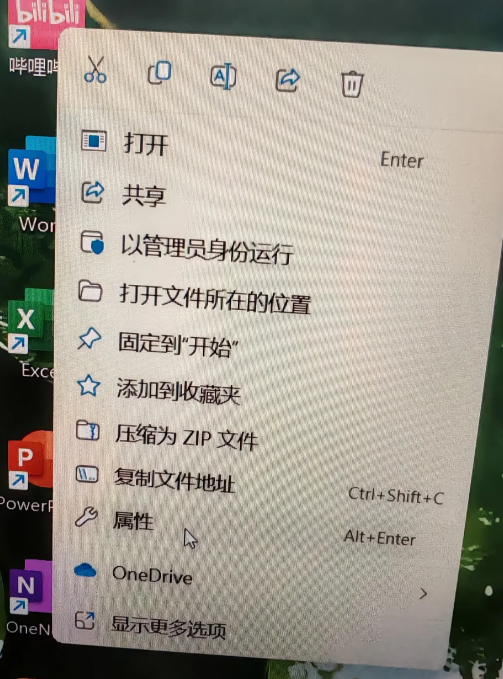 bilibili
哔哩哔
打开 Enter
共享
W
Wor
以管理员身份运行
打开文件所在的位置
X
固定到"开始"
Exce
添加到收藏夹
压缩为 ZIP 文件
P
复制文件地址 Ctrl+Shift+C
PowerP
属性 Alt+Enter
N
OneDrive
OneN
显示更多选项